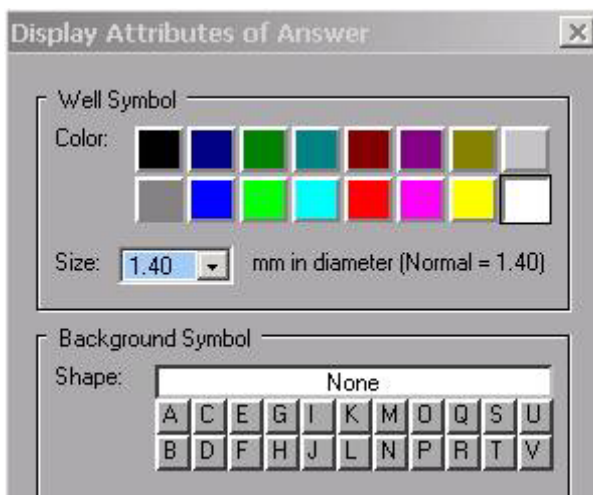 Display Attributes of Answer
Well Symbol
Color:
Size: 1.40 mm in diameter (Normal = 1.40)
Background Symbol
Shape: None
A C E G I K M O Q S U
B D F H J L N P R T V